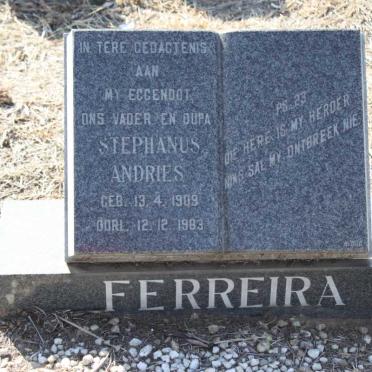 IN TERE GEDAGTENIS
AAN
MY EGGENOOT,
ONS VADER EN OUPA
STEPHANUS
ANDRIES
GEB. 13. 4. 1909
OORL. 12. 12. 1983
PS. 23
DIE HERE IS MY HERDER
NIKS SAL MY ONTBREEK NIE
FERREIRA